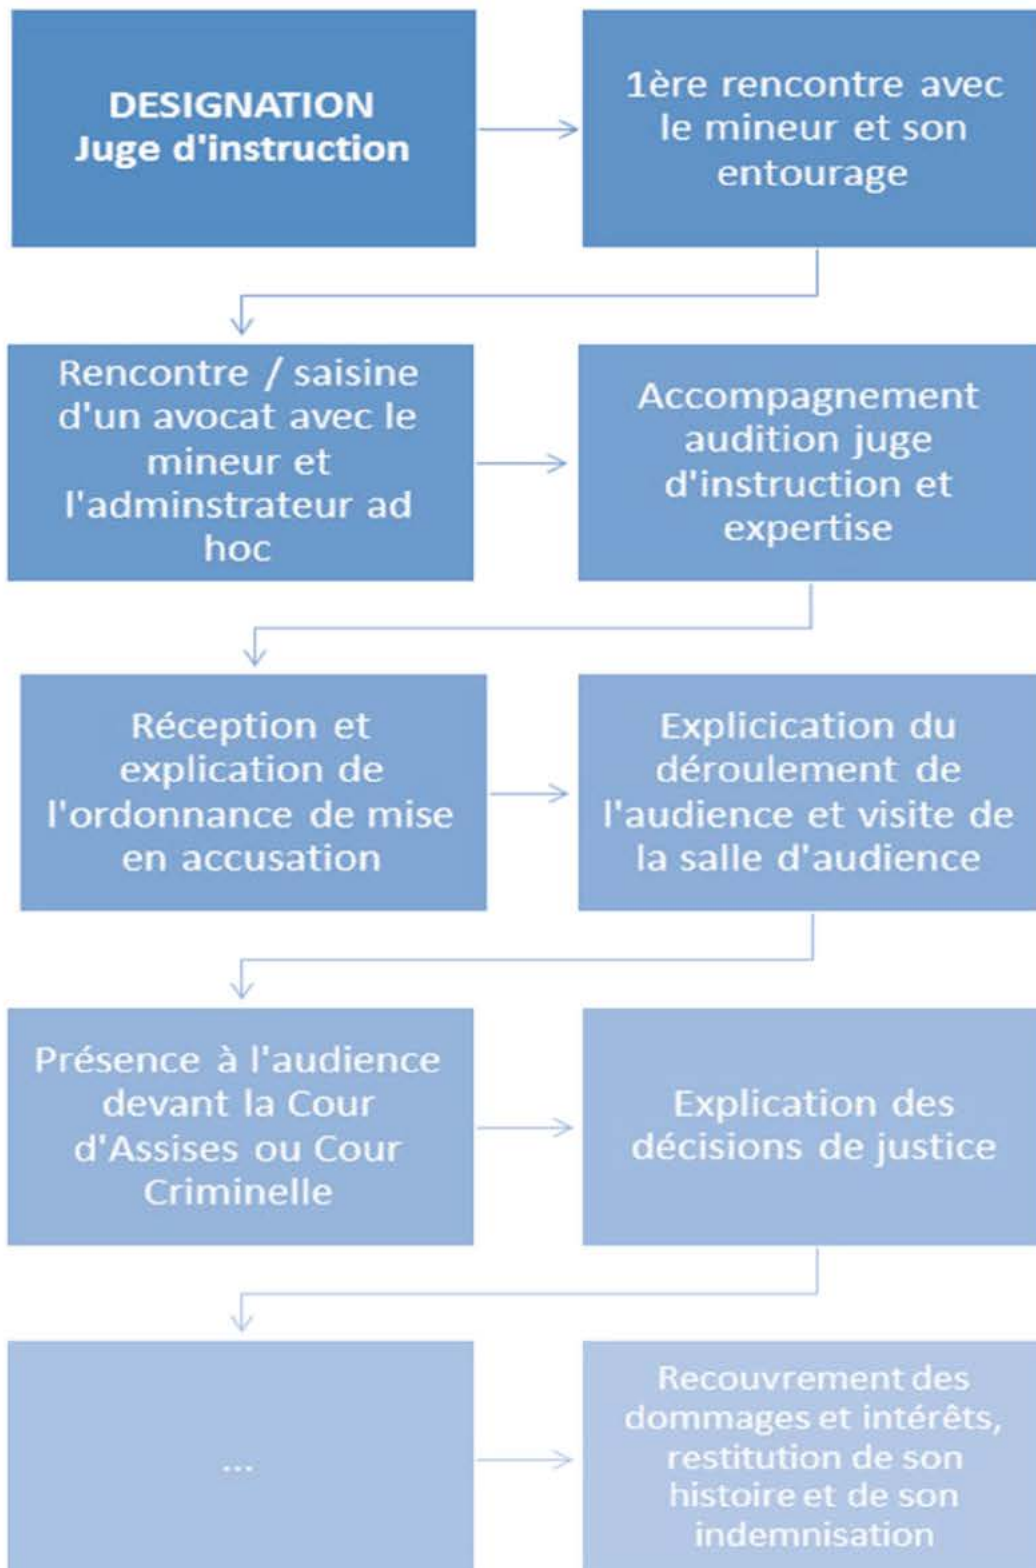 DESIGNATION
Juge d'instruction
1ère rencontre avec
le mineur et son
entourage
Rencontre / saisine
d'un avocat avec le
mineur et
l'adminstrateur ad
hoc
Accompagnement
audition juge
d'instruction et
expertise
Réception et
explication de
l'ordonnance de mise
en accusation
Explicication du
déroulement de
l'audience et visite de
la salle d'audience
Présence à l'audience
devant la Cour
d'Assises ou Cour
Criminelle
Explication des
décisions de justice
...
Recouvrement des
dommages et intérêts,
restitution de son
histoire et de son
indemnisation